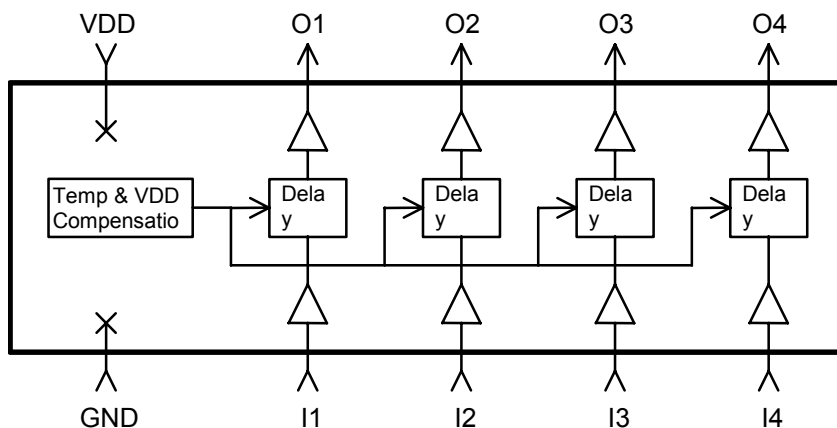 VDD O1 O2 O3 O4
Temp & VDD
Compensatio
Dela
y
Dela
y
Dela
y
Dela
y
GND I1 I2 I3 I4